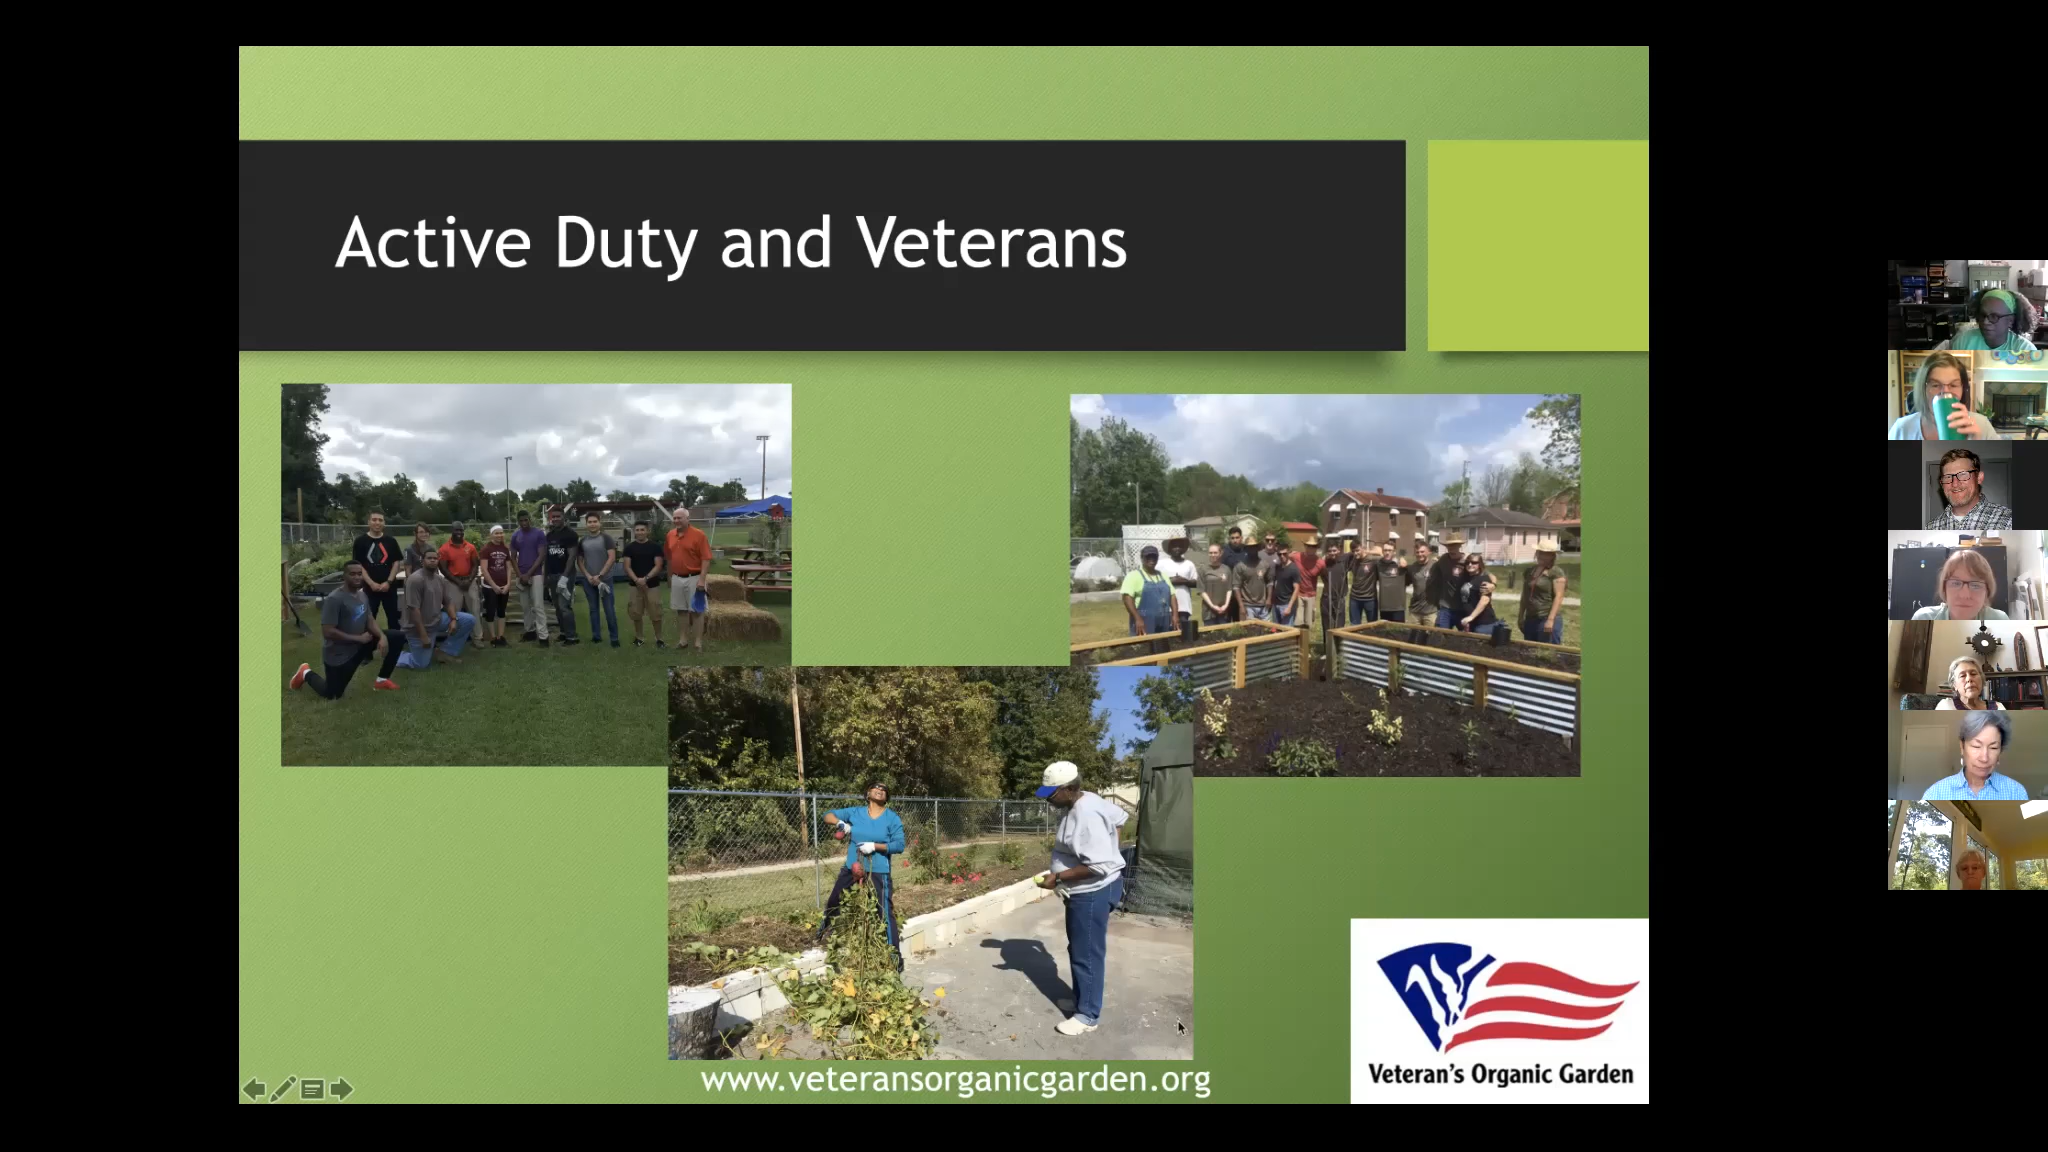 Active Duty and Veterans
www.veteransorganicgarden.org
Veteran's Organic Garden